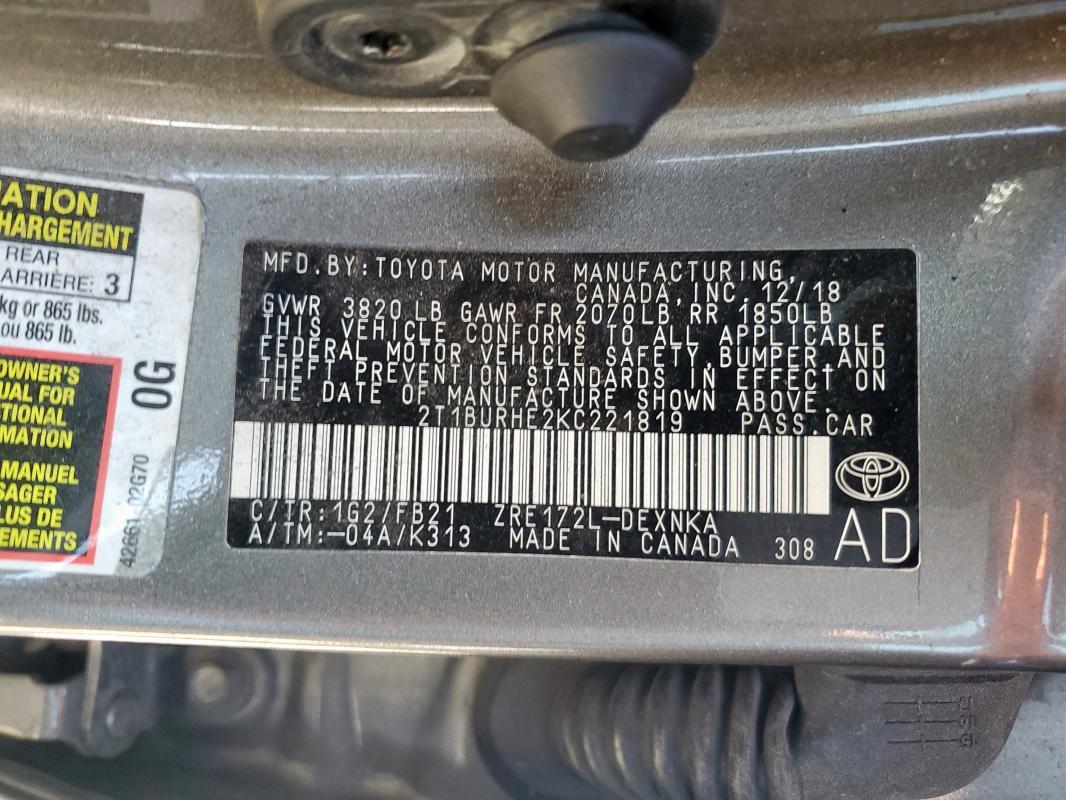 ATION
HARGEMENT
REAR
ARRIÈRE: 3
kg or 865 lbs.
ou 865 lb.
OWNER'S
UAL FOR
TIONAL
MATION
MANUEL
SAGER
LUS DE
EMENTS
0G
42661-02G70
MFD.BY:TOYOTA MOTOR MANUFACTURING,
CANADA,INC.12/18
GVWR 3820 LB GAWR FR 2070LB RR 1850LB
THIS VEHICLE CONFORMS TO ALL APPLICABLE
FEDERAL MOTOR VEHICLE SAFETY,BUMPER,AND
THEFT PREVENTION STANDARDS IN EFFECT ON
THE DATE OF MANUFACTURE SHOWN ABOVE.
2T1BURHE2KC221819 PASS.CAR
C/TR:1G2/FB21 ZRE172L-DEXNKA
A/TM:-04A/K313 MADE IN CANADA 308 AD